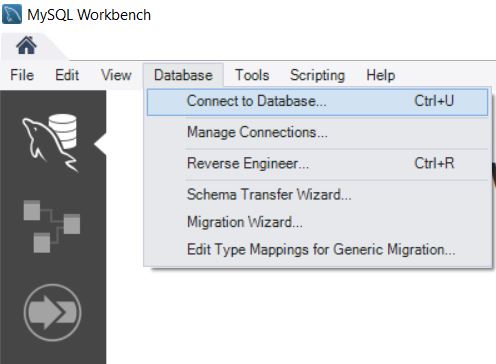 MySQL Workbench
File Edit View Database Tools Scripting Help
Connect to Database... Ctrl+U
Manage Connections...
Reverse Engineer... Ctrl+R
Schema Transfer Wizard...
Migration Wizard...
Edit Type Mappings for Generic Migration...